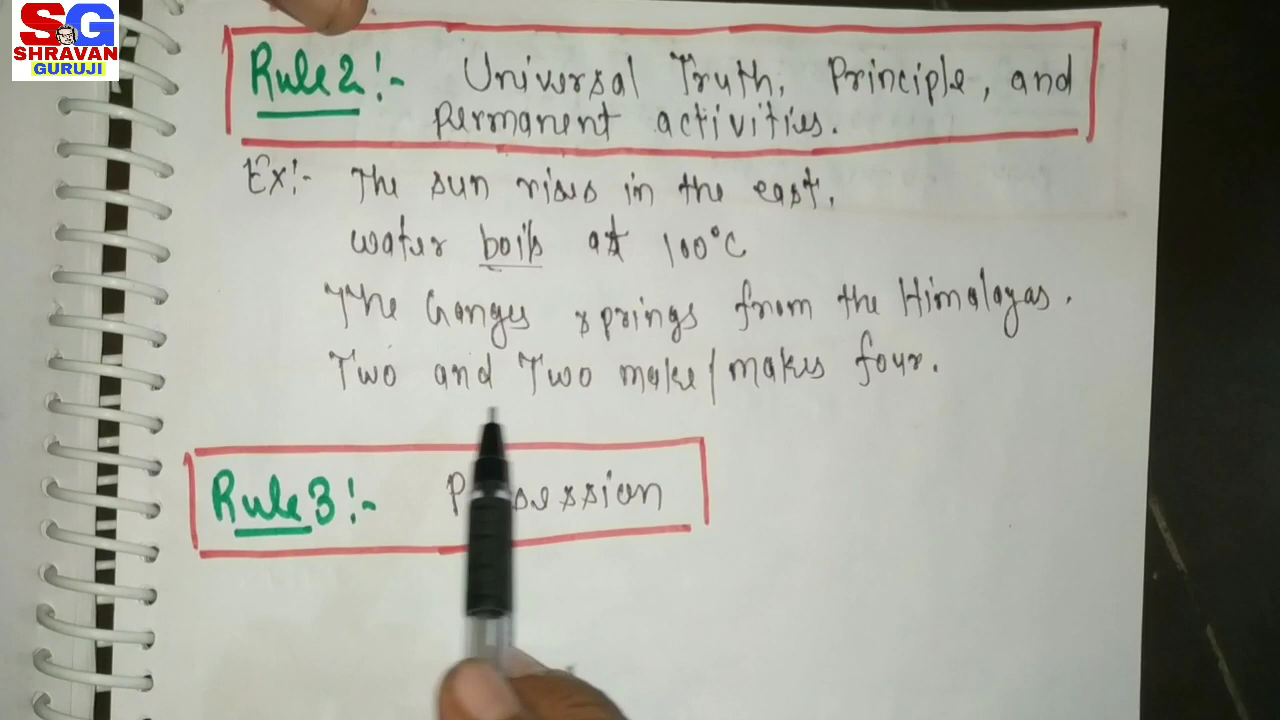 SG
SHRAVAN
GURUJI
Rule 2:- Universal Truth, Principle, and
permanent activities.
Ex:- The sun rises in the east.
water boils at 100°C
The Ganges springs from the Himalayas.
Two and Two make/makes four.
Rule 3:-